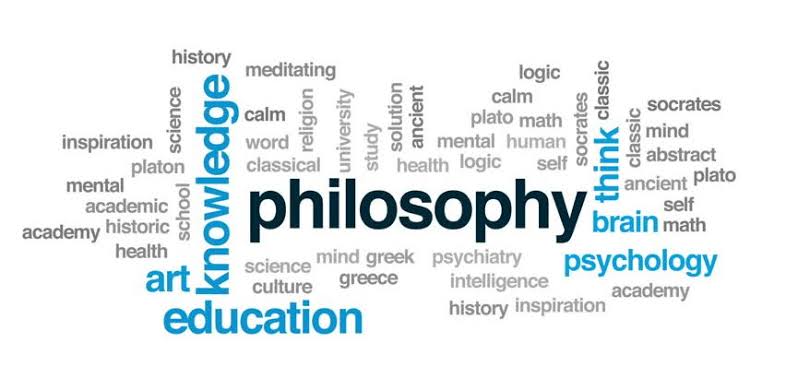 history
meditating
logic
science
knowledge
calm
religion
university
study
solution
ancient
calm
plato
math
socrates
classic
socrates
inspiration
word
mental
human
think
classic
mind
platon
classical
health
logic
self
abstract
mental
school
philosophy
ancient
plato
academic
self
academy
historic
brain
math
health
art
science
mind
greek
psychiatry
psychology
culture
greece
intelligence
academy
education
history
inspiration